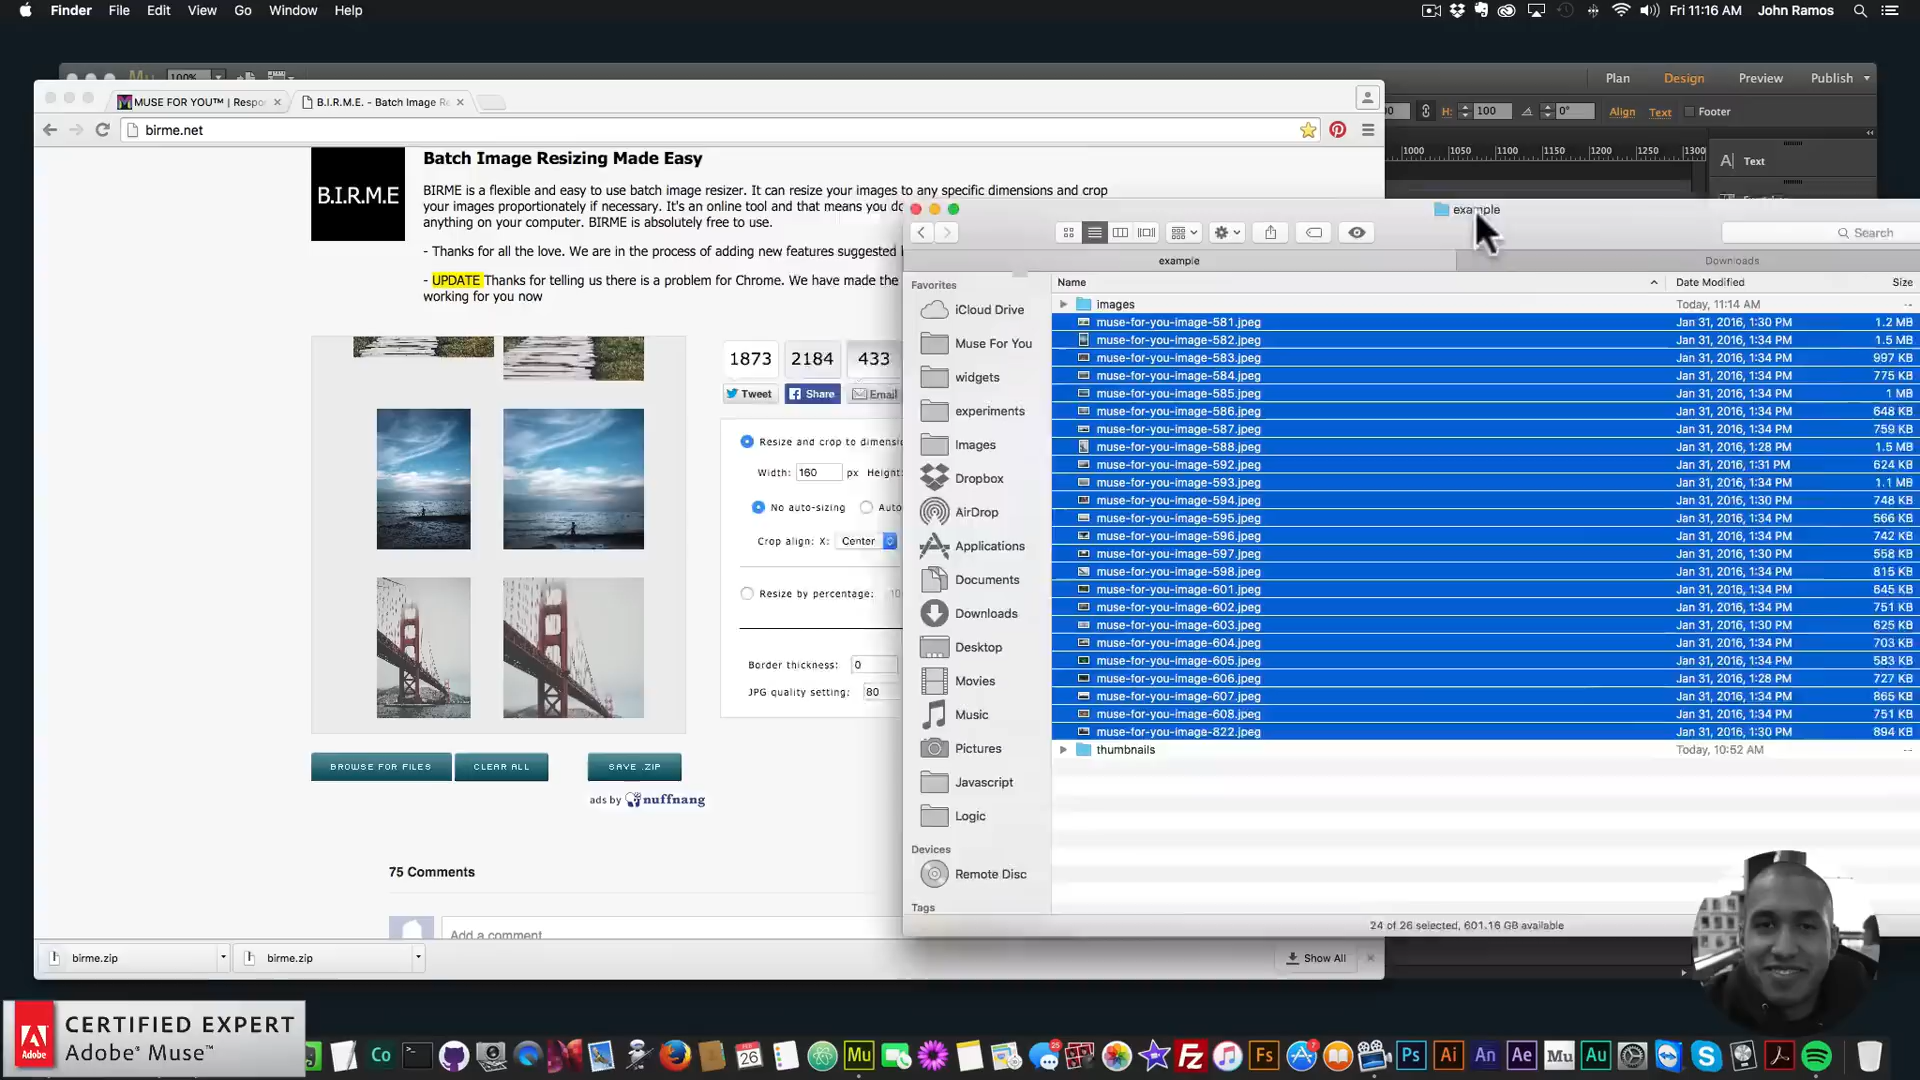 Finder File Edit View Go Window Help
Fri 11:16 AM John Ramos
Mu 100%
Plan Design Preview Publish
MUSE FOR YOU™ | Respo
B.I.R.M.E. - Batch Image Re
H: 100 0° Align Text Footer
birme.net
1000 1050 1100 1150 1200 1250 1300
Text
Batch Image Resizing Made Easy
B.I.R.M.E
BIRME is a flexible and easy to use batch image resizer. It can resize your images to any specific dimensions and crop
your images proportionately if necessary. It's an online tool and that means you do
anything on your computer. BIRME is absolutely free to use.
- Thanks for all the love. We are in the process of adding new features suggested
- UPDATE Thanks for telling us there is a problem for Chrome. We have made the
working for you now
1873 2184 433
Tweet Share Email
Resize and crop to dimensi
Width: 160 px Height:
No auto-sizing Auto
Crop align: X: Center
Resize by percentage: 10
Border thickness: 0
JPG quality setting: 80
BROWSE FOR FILES CLEAR ALL SAVE .ZIP
ads by nuffnang
75 Comments
Add a comment
birme.zip birme.zip Show All
example
Search
example Downloads
Favorites
iCloud Drive
Muse For You
widgets
experiments
Images
Dropbox
AirDrop
Applications
Documents
Downloads
Desktop
Movies
Music
Pictures
Javascript
Logic
Devices
Remote Disc
Tags
Name Date Modified Size
images Today, 11:14 AM --
muse-for-you-image-581.jpeg Jan 31, 2016, 1:30 PM 1.2 MB
muse-for-you-image-582.jpeg Jan 31, 2016, 1:34 PM 1.5 MB
muse-for-you-image-583.jpeg Jan 31, 2016, 1:34 PM 997 KB
muse-for-you-image-584.jpeg Jan 31, 2016, 1:34 PM 775 KB
muse-for-you-image-585.jpeg Jan 31, 2016, 1:34 PM 1 MB
muse-for-you-image-586.jpeg Jan 31, 2016, 1:34 PM 648 KB
muse-for-you-image-587.jpeg Jan 31, 2016, 1:34 PM 759 KB
muse-for-you-image-588.jpeg Jan 31, 2016, 1:28 PM 1.5 MB
muse-for-you-image-592.jpeg Jan 31, 2016, 1:31 PM 624 KB
muse-for-you-image-593.jpeg Jan 31, 2016, 1:34 PM 1.1 MB
muse-for-you-image-594.jpeg Jan 31, 2016, 1:30 PM 748 KB
muse-for-you-image-595.jpeg Jan 31, 2016, 1:34 PM 566 KB
muse-for-you-image-596.jpeg Jan 31, 2016, 1:34 PM 742 KB
muse-for-you-image-597.jpeg Jan 31, 2016, 1:30 PM 558 KB
muse-for-you-image-598.jpeg Jan 31, 2016, 1:34 PM 815 KB
muse-for-you-image-601.jpeg Jan 31, 2016, 1:34 PM 645 KB
muse-for-you-image-602.jpeg Jan 31, 2016, 1:34 PM 751 KB
muse-for-you-image-603.jpeg Jan 31, 2016, 1:30 PM 625 KB
muse-for-you-image-604.jpeg Jan 31, 2016, 1:34 PM 703 KB
muse-for-you-image-605.jpeg Jan 31, 2016, 1:34 PM 583 KB
muse-for-you-image-606.jpeg Jan 31, 2016, 1:28 PM 727 KB
muse-for-you-image-607.jpeg Jan 31, 2016, 1:34 PM 865 KB
muse-for-you-image-608.jpeg Jan 31, 2016, 1:34 PM 751 KB
muse-for-you-image-822.jpeg Jan 31, 2016, 1:30 PM 894 KB
thumbnails Today, 10:52 AM --
24 of 26 selected, 601.16 GB available
Adobe
CERTIFIED EXPERT
Adobe® Muse™
Co FEB 26 Mu Fz Fs Ps Ai An Ae Mu Au